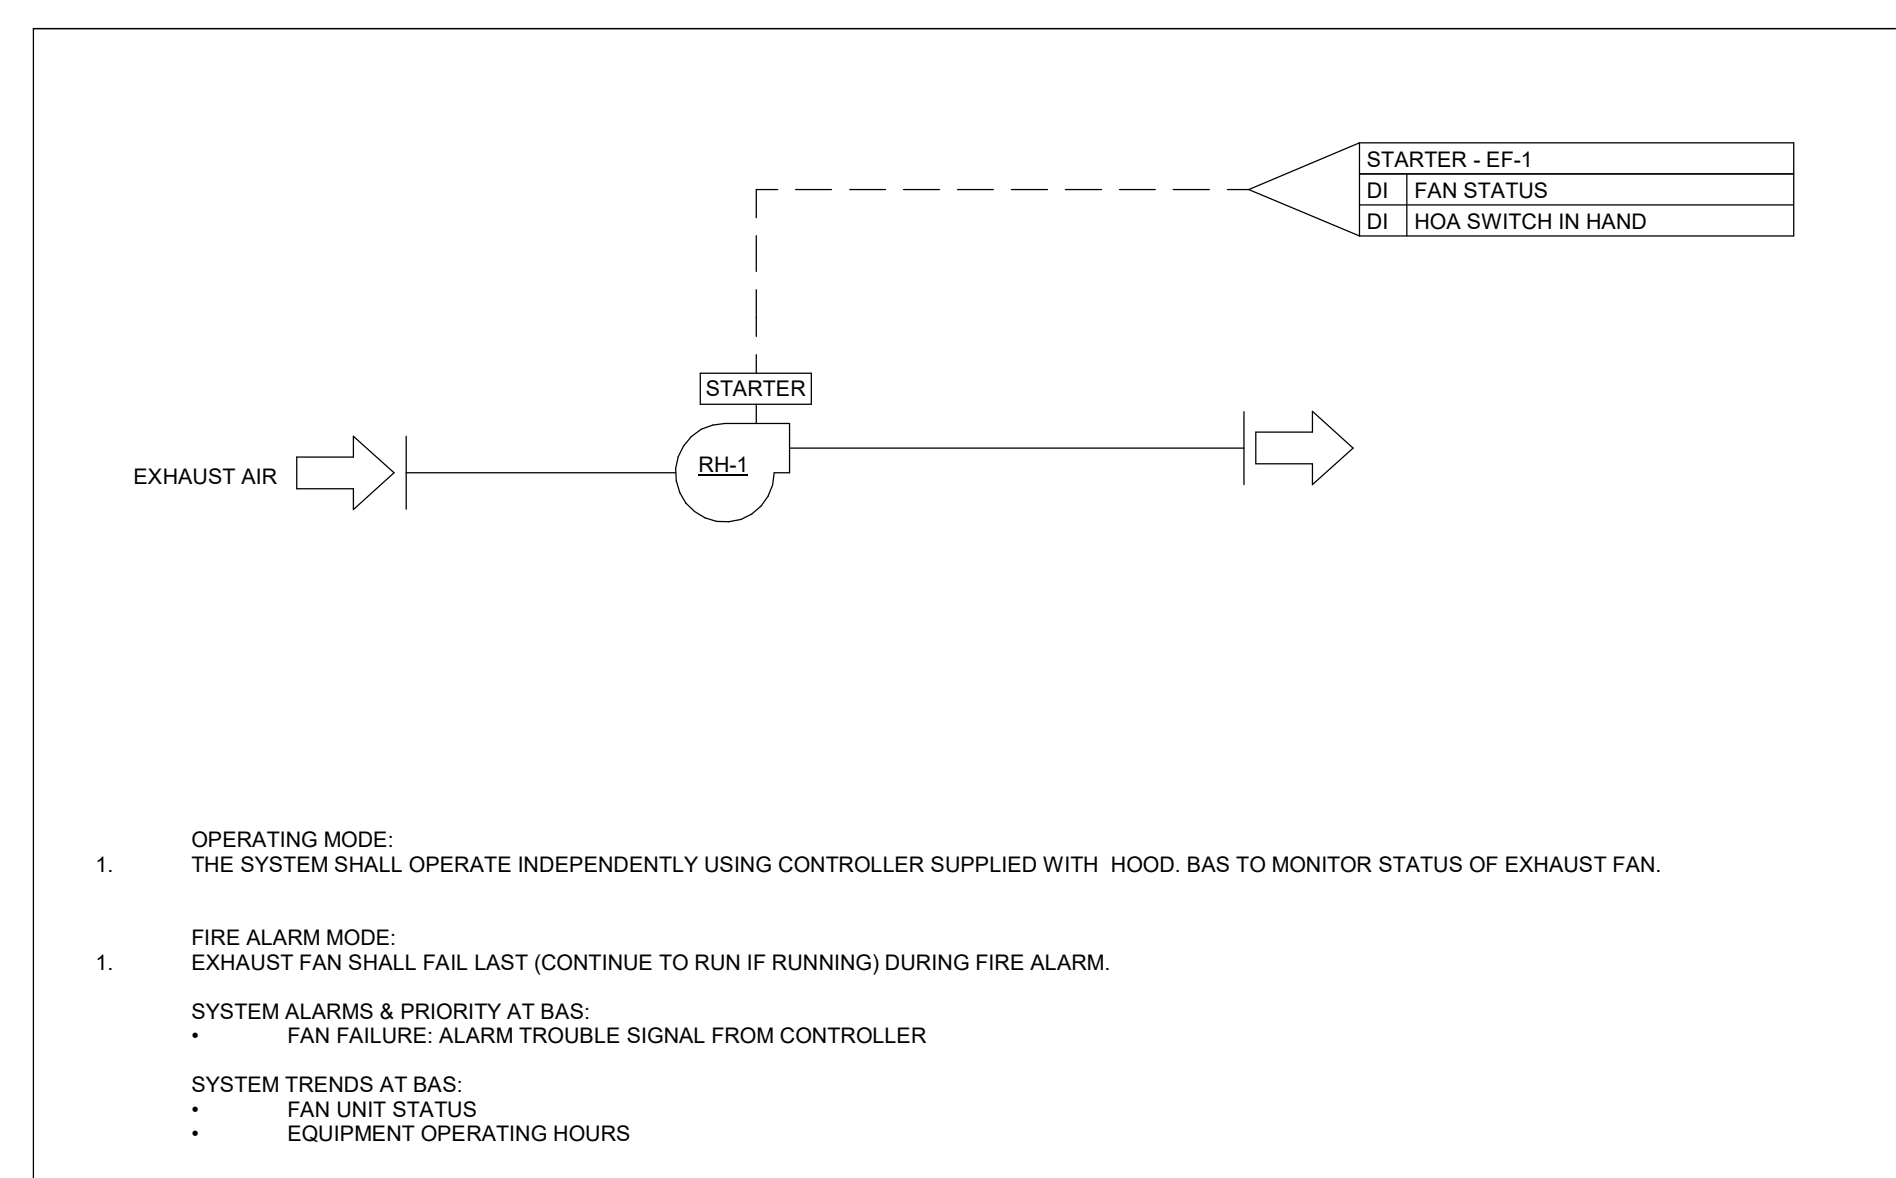 STARTER - EF-1
DI FAN STATUS
DI HOA SWITCH IN HAND
STARTER
RH-1
EXHAUST AIR
OPERATING MODE:
1. THE SYSTEM SHALL OPERATE INDEPENDENTLY USING CONTROLLER SUPPLIED WITH HOOD. BAS TO MONITOR STATUS OF EXHAUST FAN.
FIRE ALARM MODE:
1. EXHAUST FAN SHALL FAIL LAST (CONTINUE TO RUN IF RUNNING) DURING FIRE ALARM.
SYSTEM ALARMS & PRIORITY AT BAS:
• FAN FAILURE: ALARM TROUBLE SIGNAL FROM CONTROLLER
SYSTEM TRENDS AT BAS:
• FAN UNIT STATUS
• EQUIPMENT OPERATING HOURS